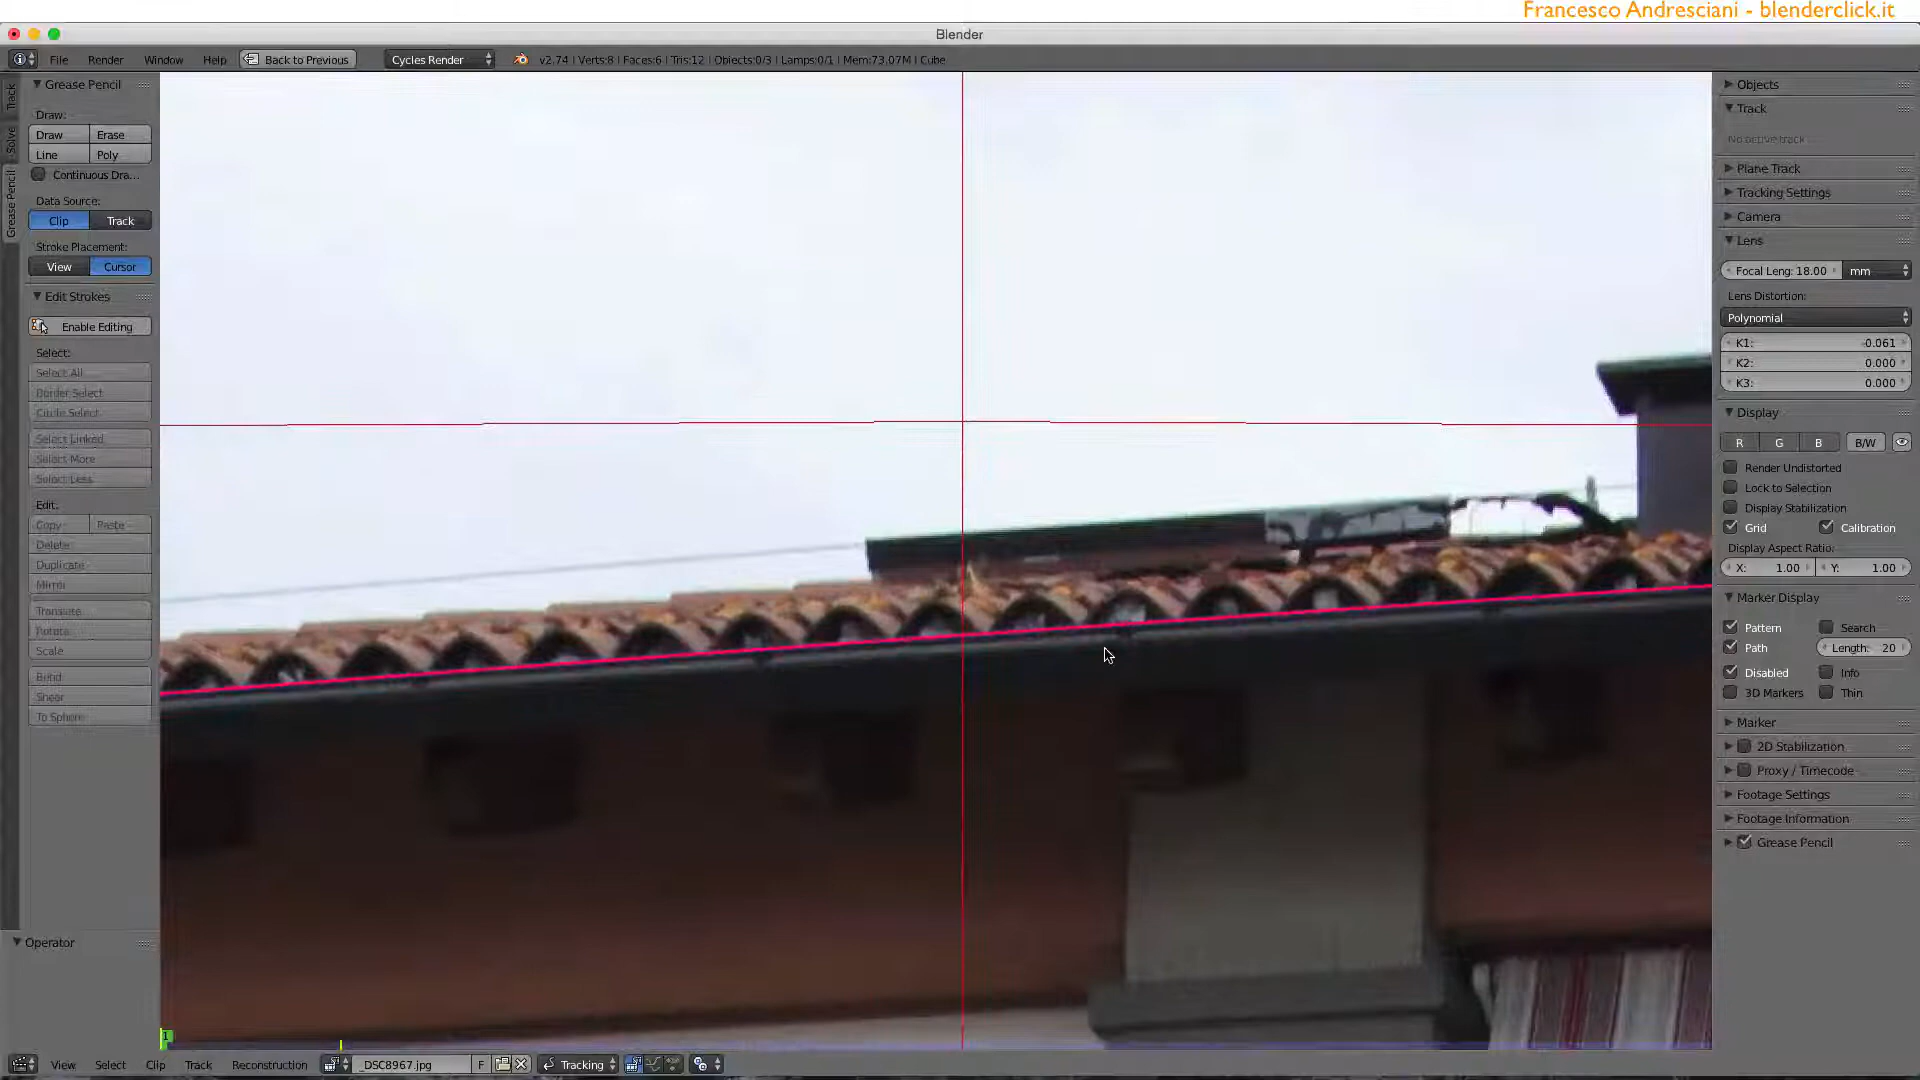 Francesco Andresciani - blenderclick.it
Blender
File Render Window Help Back to Previous Cycles Render v2.74 | Verts:8 | Faces:6 | Tris:12 | Objects:0/3 | Lamps:0/1 | Mem:73.07M | Cube
Track
Solve
Grease Pencil
Grease Pencil
Draw:
Draw Erase
Line Poly
Continuous Dra...
Data Source:
Clip Track
Stroke Placement:
View Cursor
Edit Strokes
Enable Editing
Select:
Select All
Border Select
Circle Select
Select Linked
Select More
Select Less
Edit:
Copy Paste
Delete
Duplicate
Mirror
Translate
Rotate
Scale
Bend
Shear
To Sphere
Operator
Objects
Track
No active track
Plane Track
Tracking Settings
Camera
Lens
Focal Leng: 18.00 mm
Lens Distortion:
Polynomial
K1: -0.061
K2: 0.000
K3: 0.000
Display
R G B B/W
Render Undistorted
Lock to Selection
Display Stabilization
Grid Calibration
Display Aspect Ratio:
X: 1.00 Y: 1.00
Marker Display
Pattern Search
Path Length: 20
Disabled Info
3D Markers Thin
Marker
2D Stabilization
Proxy / Timecode
Footage Settings
Footage Information
Grease Pencil
1
View Select Clip Track Reconstruction _DSC8967.jpg F Tracking